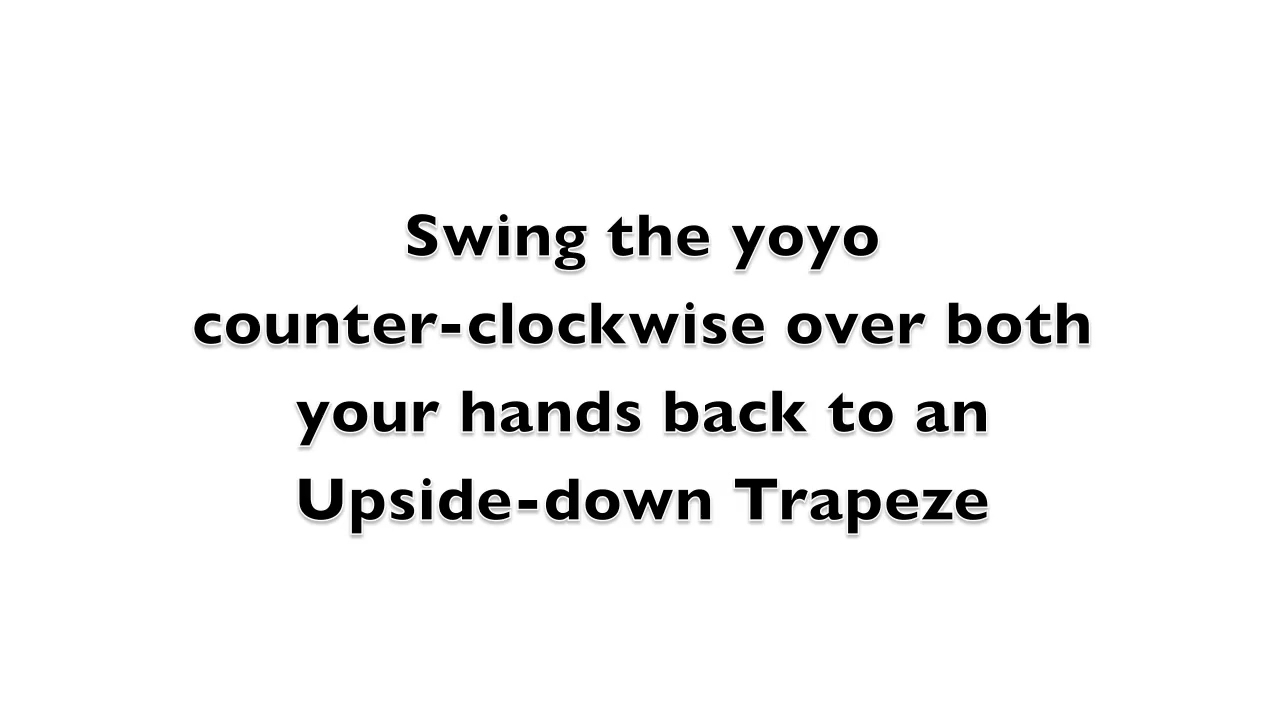 Swing the yoyo
counter-clockwise over both
your hands back to an
Upside-down Trapeze